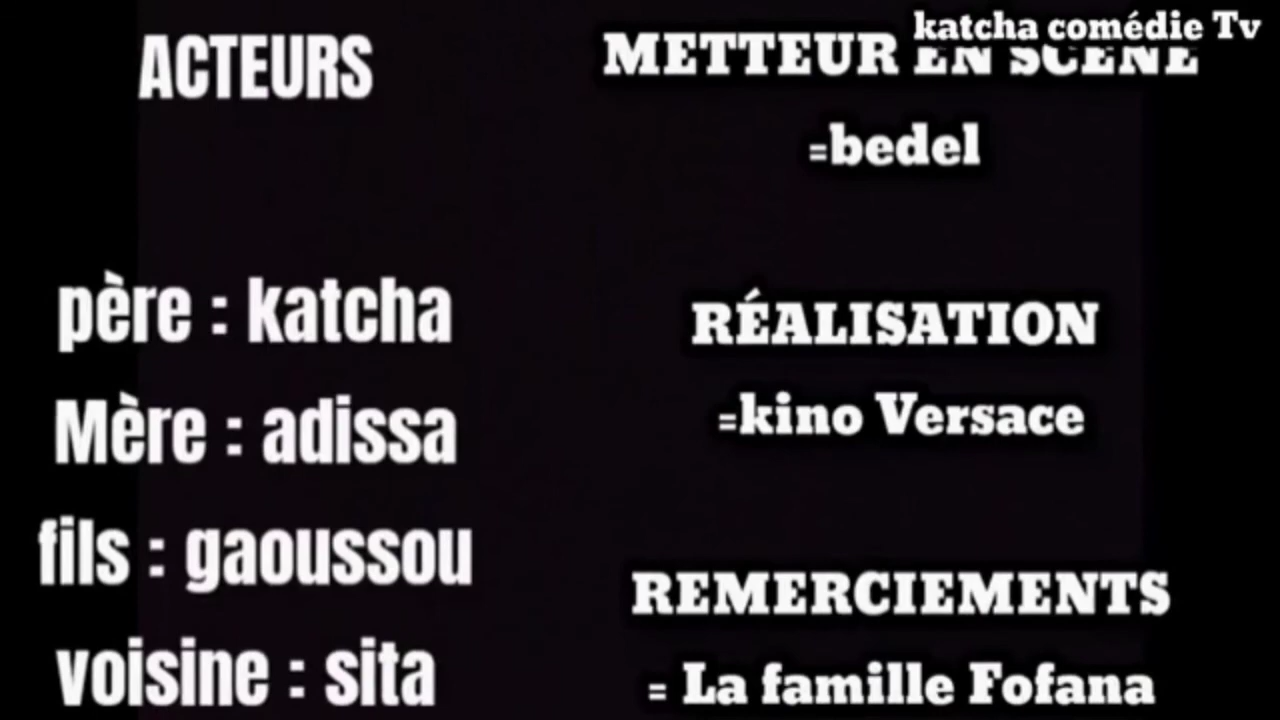 katcha comédie Tv
ACTEURS
père : katcha
Mère : adissa
fils : gaoussou
voisine : sita
METTEUR EN SCENE
=bedel
RÉALISATION
=kino Versace
REMERCIEMENTS
= La famille Fofana